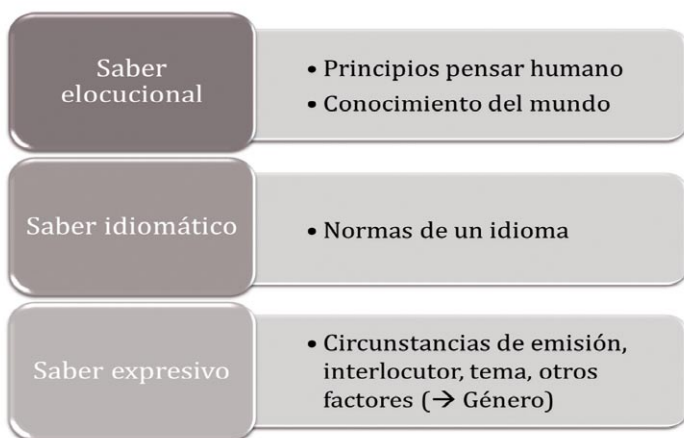 Saber
elocucional
• Principios pensar humano
• Conocimiento del mundo
Saber idiomático
• Normas de un idioma
Saber expresivo
• Circunstancias de emisión,
interlocutor, tema, otros
factores (→ Género)